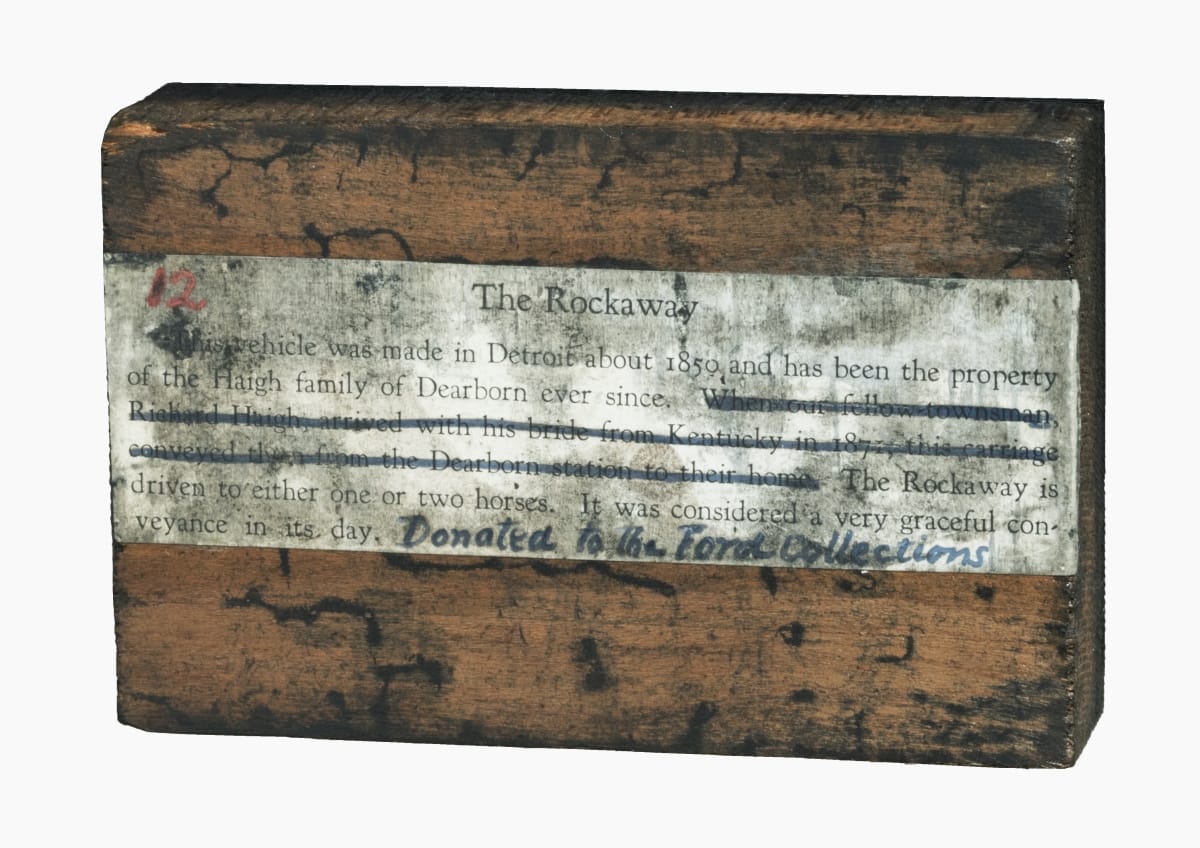 12
The Rockaway
This vehicle was made in Detroit about 1850 and has been the property
of the Haigh family of Dearborn ever since. When our fellow-townsman,
Richard Haigh, arrived with his bride from Kentucky in 1871, this carriage
conveyed them from the Dearborn station to their home. The Rockaway is
driven to either one or two horses. It was considered a very graceful con-
veyance in its day. Donated to the Ford Collections